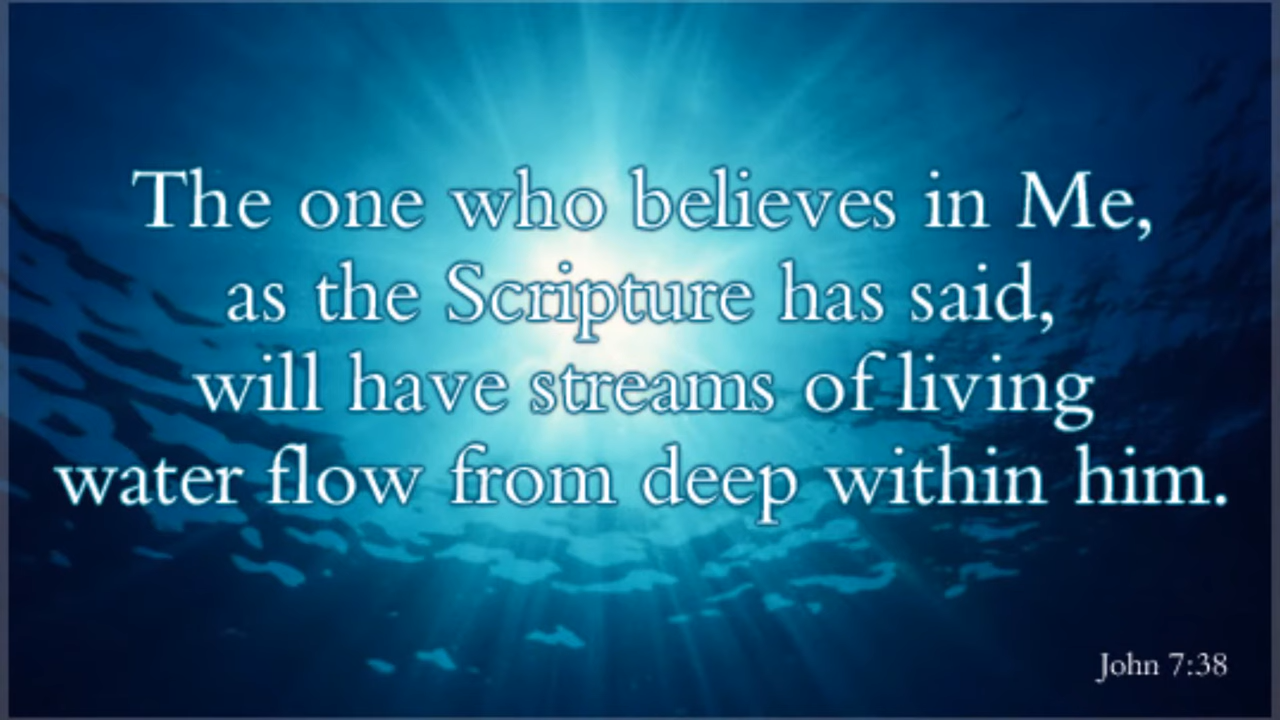 The one who believes in Me,
as the Scripture has said,
will have streams of living
water flow from deep within him.
John 7:38